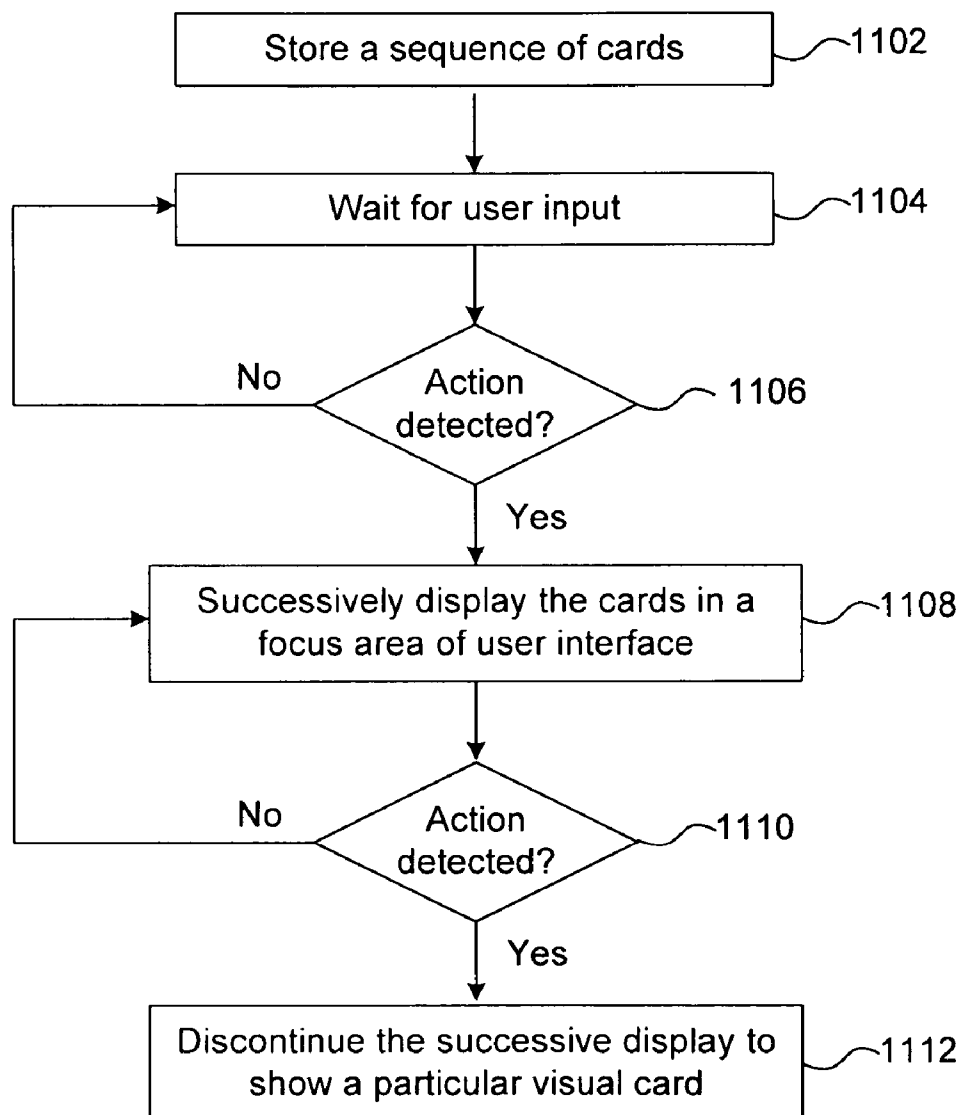 Store a sequence of cards
1102
Wait for user input
1104
No
Action
detected?
1106
Yes
Successively display the cards in a
focus area of user interface
1108
No
Action
detected?
1110
Yes
Discontinue the successive display to
show a particular visual card
1112